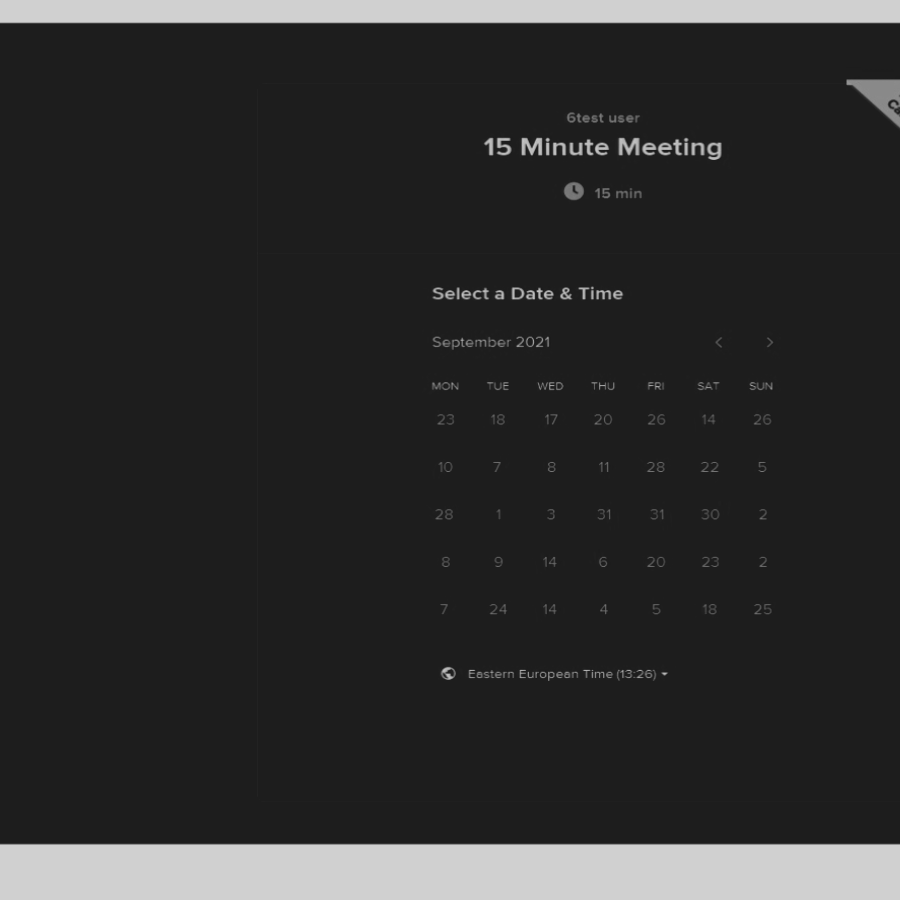 6test user
15 Minute Meeting
15 min
Select a Date & Time
September 2021
MON TUE WED THU FRI SAT SUN
23 18 17 20 26 14 26
10 7 8 11 28 22 5
28 1 3 31 31 30 2
8 9 14 6 20 23 2
7 24 14 4 5 18 25
Eastern European Time (13:26)